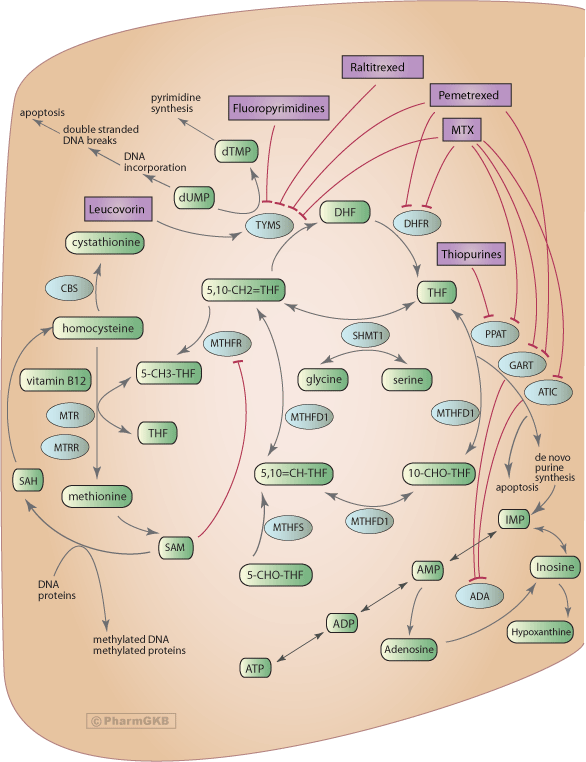 Raltitrexed
Pemetrexed
Fluoropyrimidines
MTX
pyrimidine
synthesis
apoptosis
double stranded
DNA breaks
DNA
incorporation
dTMP
dUMP
Leucovorin
TYMS
DHF
DHFR
cystathionine
Thiopurines
CBS
5,10-CH2=THF
THF
homocysteine
MTHFR
SHMT1
PPAT
GART
vitamin B12
5-CH3-THF
glycine
serine
ATIC
MTR
MTHFD1
MTHFD1
THF
MTRR
de novo
purine
synthesis
SAH
methionine
5,10=CH-THF
10-CHO-THF
apoptosis
MTHFS
MTHFD1
IMP
SAM
5-CHO-THF
AMP
Inosine
DNA
proteins
ADA
ADP
methylated DNA
methylated proteins
Adenosine
Hypoxanthine
ATP
©PharmGKB